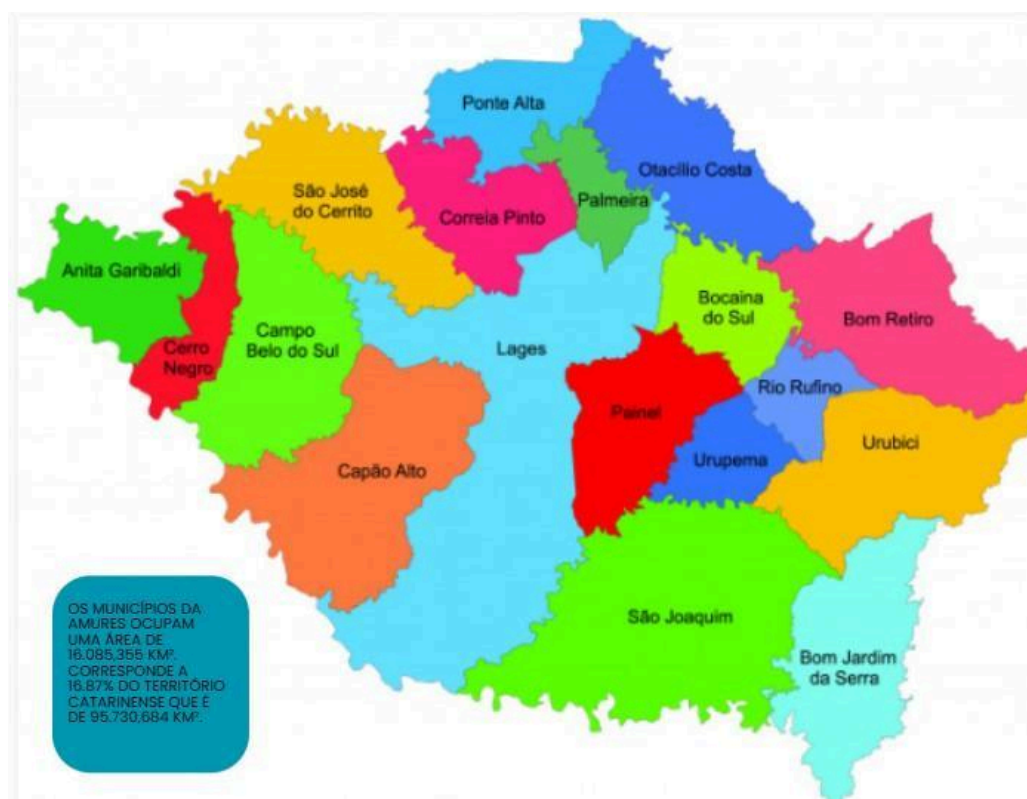 Ponte Alta
Otacílio Costa
São José
do Cerrito
Correia Pinto
Palmeira
Anita Garibaldi
Cerro
Negro
Campo
Belo do Sul
Lages
Bocaina
do Sul
Bom Retiro
Painel
Rio Rufino
Urupema
Urubici
Capão Alto
São Joaquim
Bom Jardim
da Serra
OS MUNICÍPIOS DA
AMURES OCUPAM
UMA ÁREA DE
16.085,355 KM².
CORRESPONDE A
16.87% DO TERRITÓRIO
CATARINENSE QUE É
DE 95.730,684 KM².